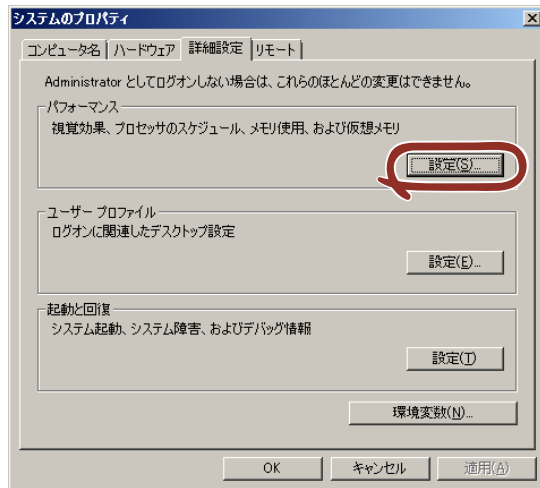 システムのプロパティ
コンピュータ名 ハードウェア 詳細設定 リモート
Administrator としてログオンしない場合は、これらのほとんどの変更はできません。
パフォーマンス
視覚効果、プロセッサのスケジュール、メモリ使用、および仮想メモリ
設定(S)...
ユーザー プロファイル
ログオンに関連したデスクトップ設定
設定(E)...
起動と回復
システム起動、システム障害、およびデバッグ情報
設定(T)
環境変数(N)...
OK キャンセル 適用(A)